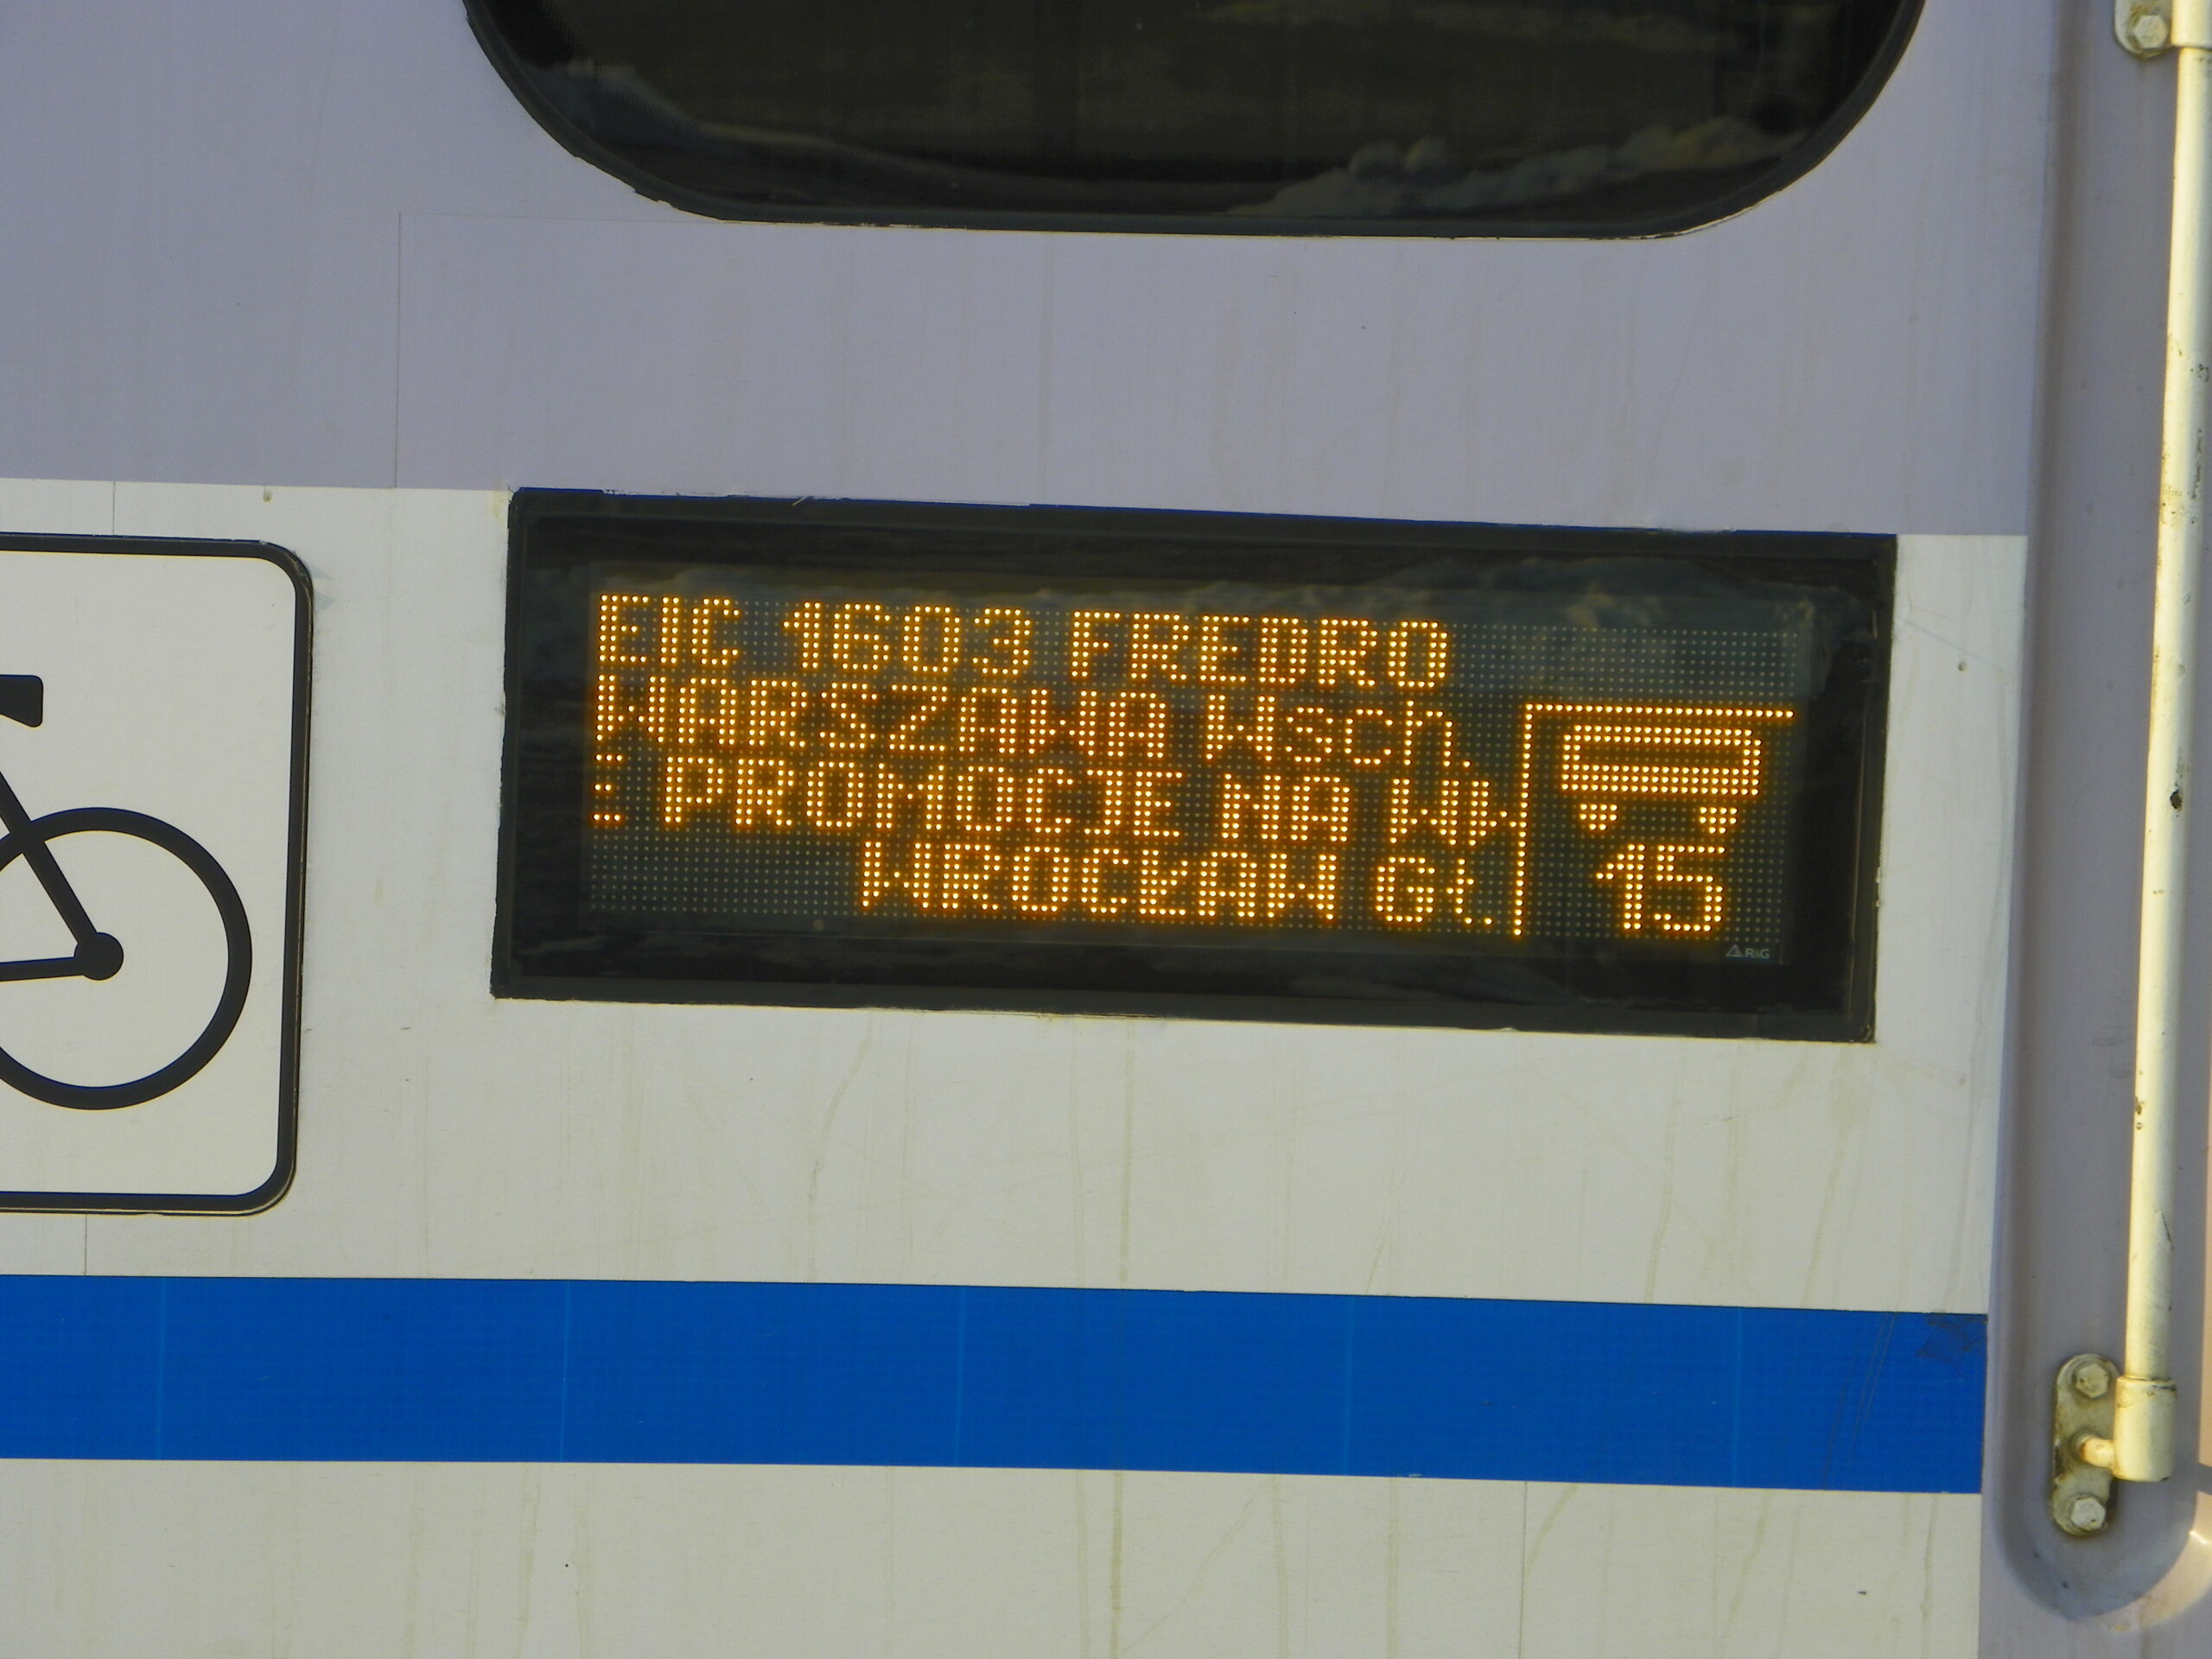 EIC 1603 FREDRO
WARSZAWA Wsch.
PROMOCJE NA
WROCŁAW Gł.
15
R&G